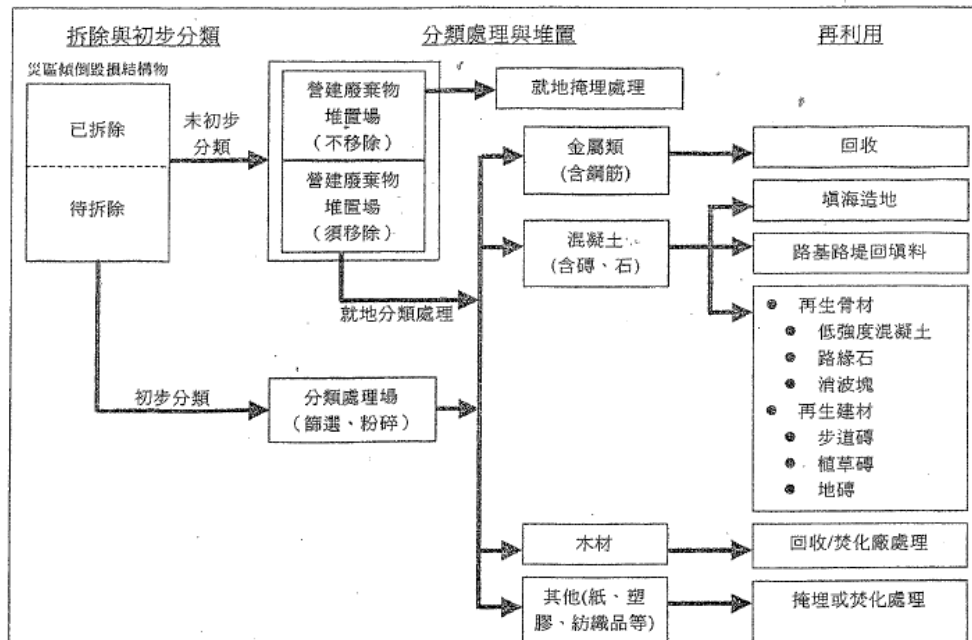 拆除與初步分類
分類處理與堆置
再利用
災區傾倒毀損結構物
已拆除
待拆除
未初步
分類
初步分類
營建廢棄物
堆置場
(不移除)
營建廢棄物
堆置場
(須移除)
就地分類處理
分類處理場
(篩選、粉碎)
就地掩埋處理
金屬類
(含鋼筋)
混凝土
(含磚、石)
木材
其他(紙、塑
膠、紡織品等)
回收
填海造地
路基路堤回填料
● 再生骨材
● 低強度混凝土
● 路緣石
● 消波塊
● 再生建材
● 步道磚
● 植草磚
● 地磚
回收/焚化廠處理
掩埋或焚化處理